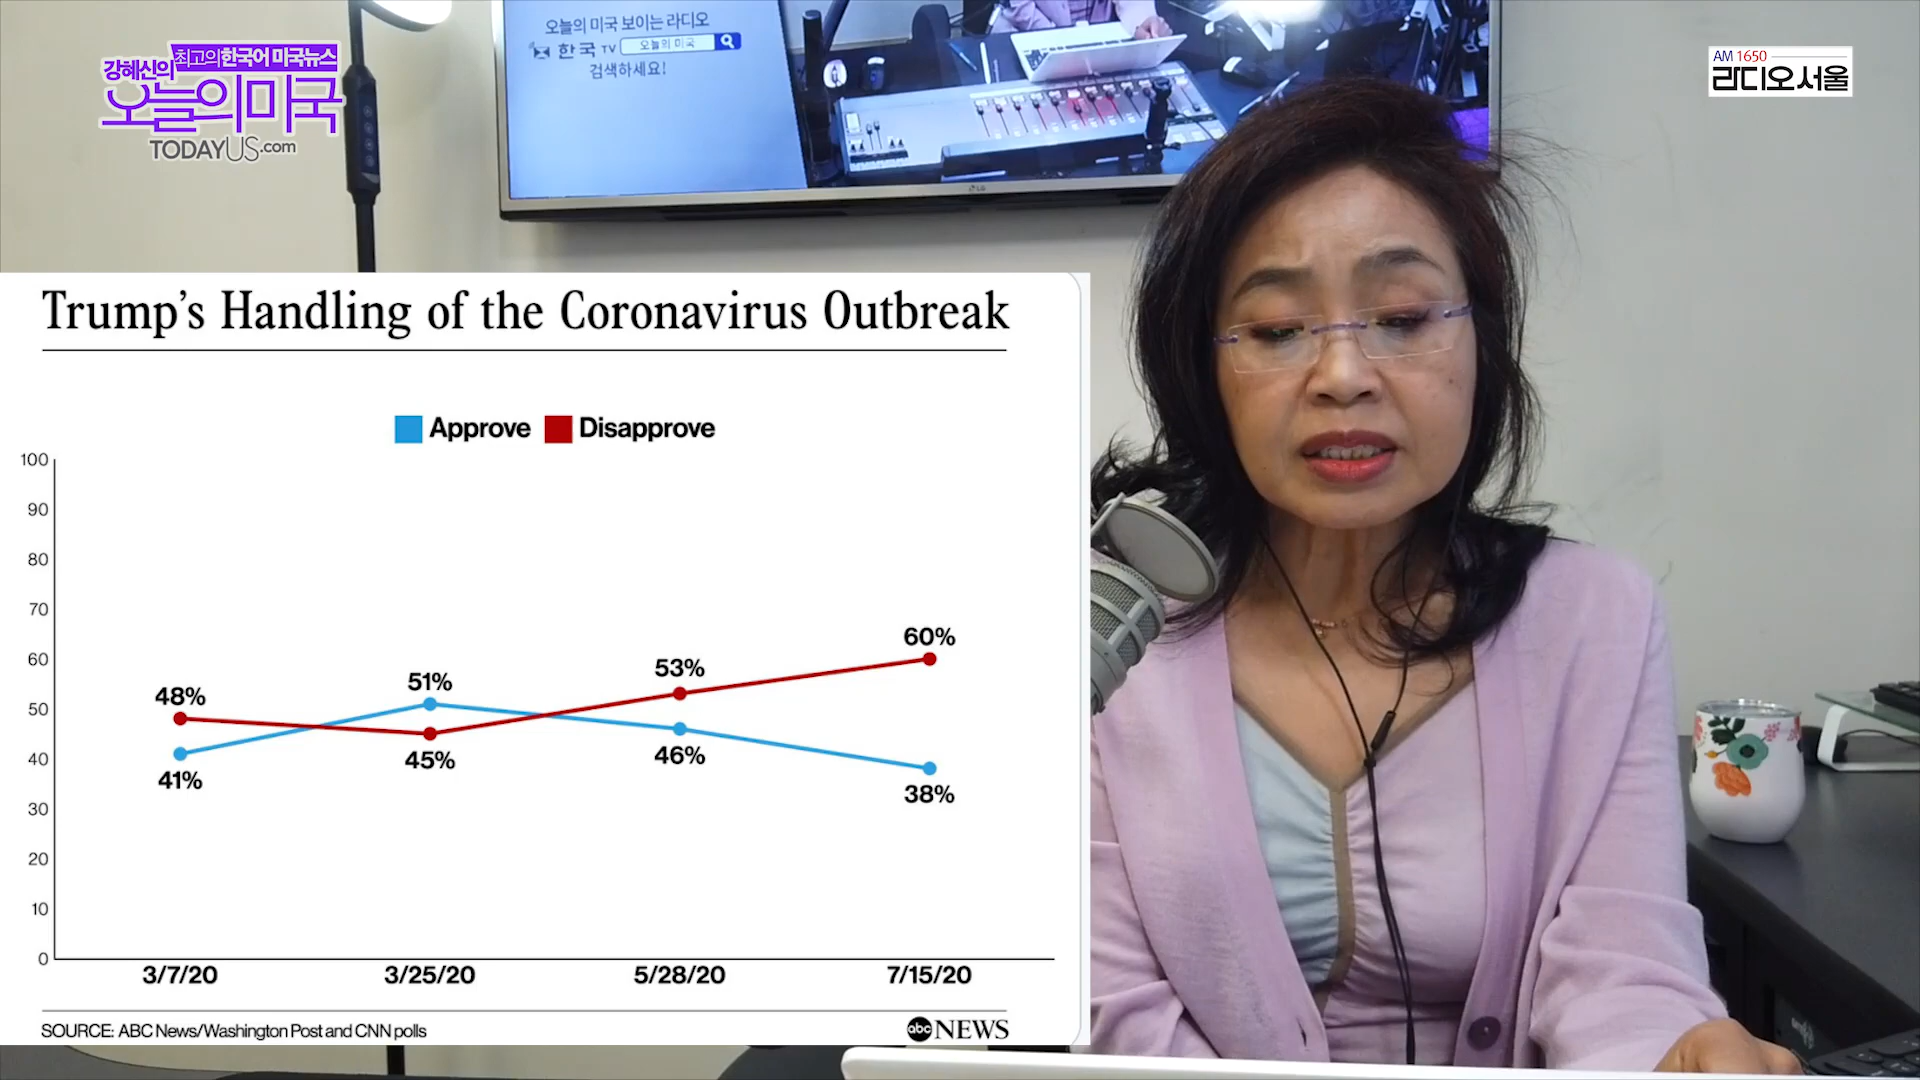 강혜신의
최고의 한국어 미국뉴스
오늘의 미국
TODAYUS.com
오늘의 미국 보이는 라디오
한국TV 오늘의 미국
검색하세요!
LG
AM 1650
라디오서울
Trump's Handling of the Coronavirus Outbreak
Approve Disapprove
100
90
80
70
60
50
40
30
20
10
0
48%
41%
51%
45%
53%
46%
60%
38%
3/7/20 3/25/20 5/28/20 7/15/20
SOURCE: ABC News/Washington Post and CNN polls
abc NEWS